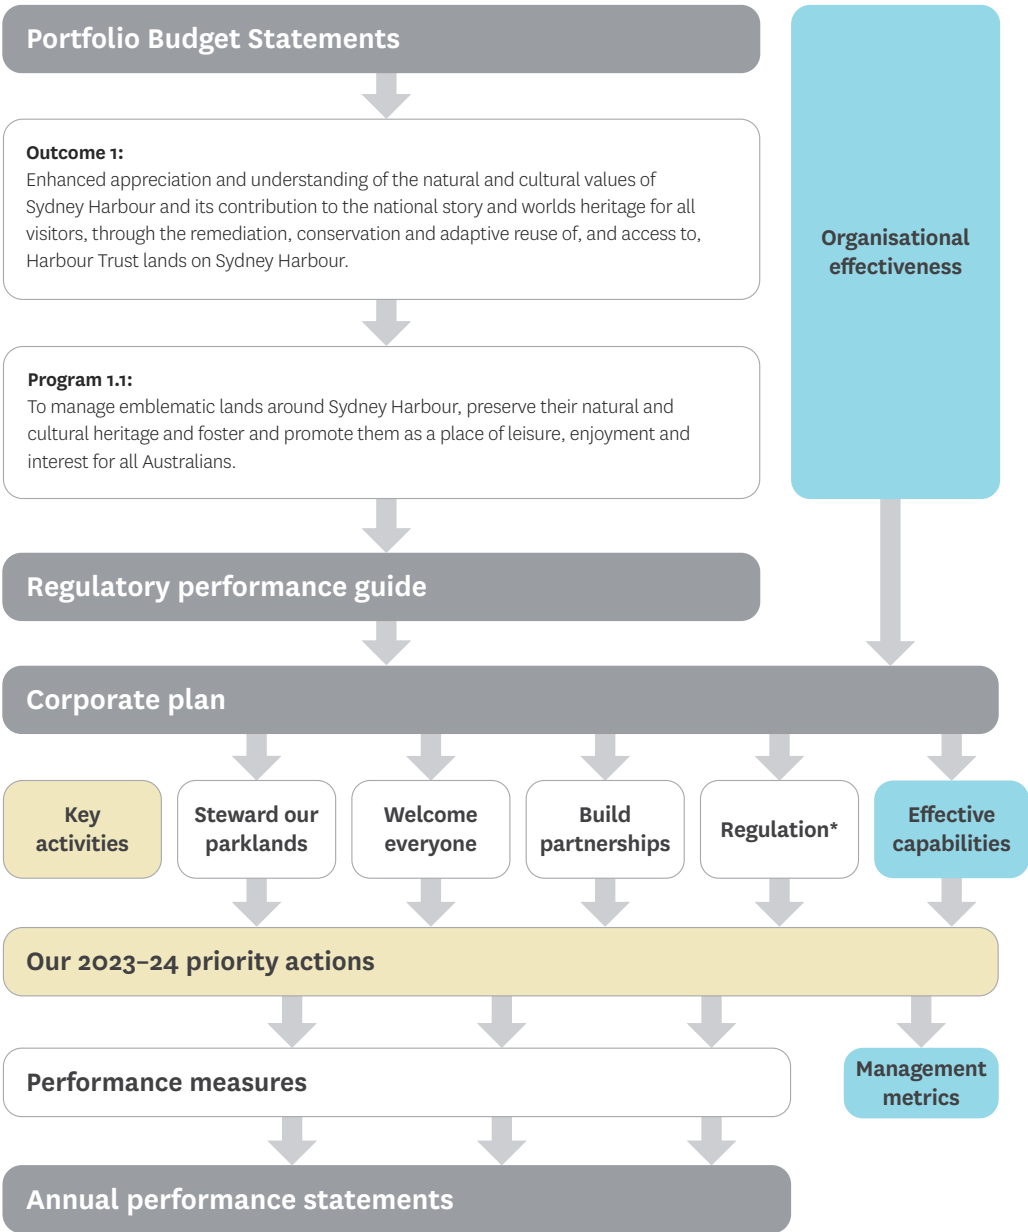 Portfolio Budget Statements
Outcome 1:
Enhanced appreciation and understanding of the natural and cultural values of
Sydney Harbour and its contribution to the national story and worlds heritage for all
visitors, through the remediation, conservation and adaptive reuse of, and access to,
Harbour Trust lands on Sydney Harbour.
Organisational
effectiveness
Program 1.1:
To manage emblematic lands around Sydney Harbour, preserve their natural and
cultural heritage and foster and promote them as a place of leisure, enjoyment and
interest for all Australians.
Regulatory performance guide
Corporate plan
Key
activities
Steward our
parklands
Welcome
everyone
Build
partnerships
Regulation*
Effective
capabilities
Our 2023–24 priority actions
Performance measures
Management
metrics
Annual performance statements